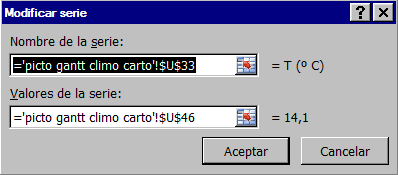 Modificar serie
Nombre de la serie:
='picto gantt climo carto'!$U$33 = T (º C)
Valores de la serie:
='picto gantt climo carto'!$U$46 = 14,1
Aceptar Cancelar